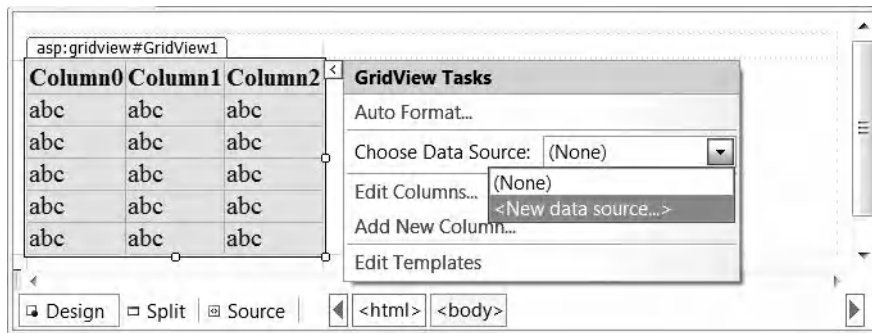 asp:gridview#GridView1
Column0 Column1 Column2
abc abc abc
abc abc abc
abc abc abc
abc abc abc
abc abc abc
GridView Tasks
Auto Format...
Choose Data Source: (None)
(None)
<New data source...>
Edit Columns...
Add New Column...
Edit Templates
Design Split Source <html> <body>